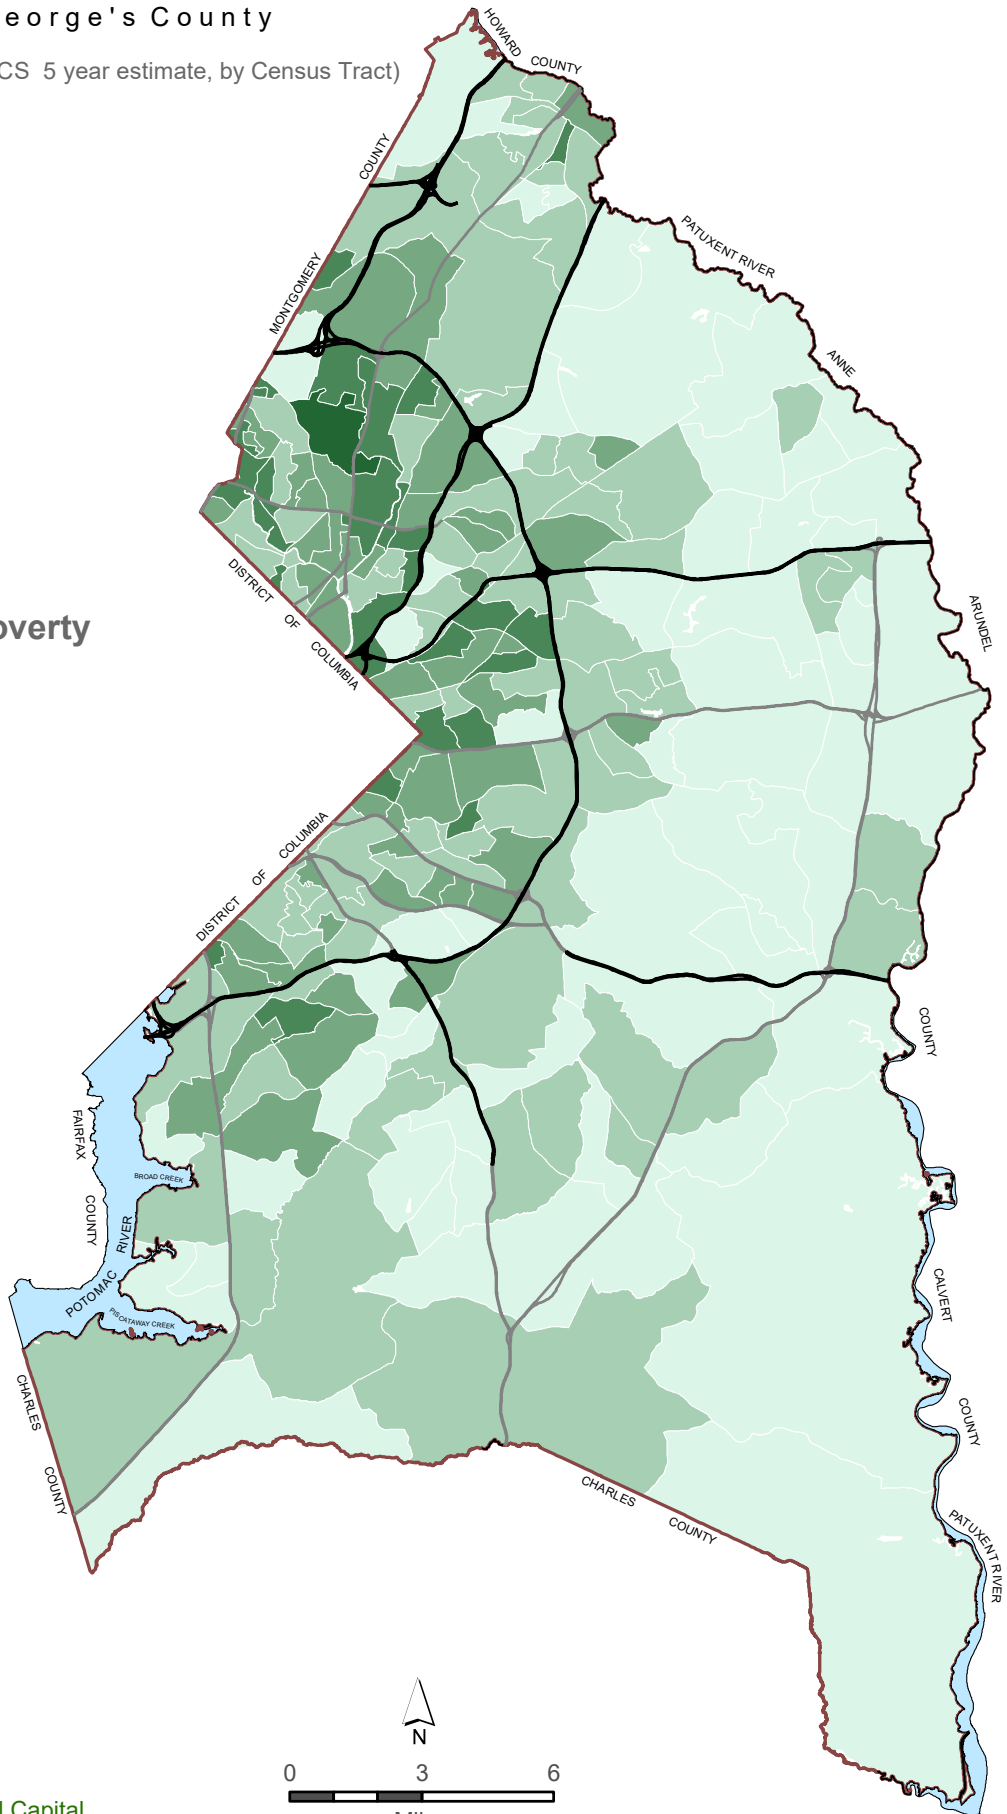 eorge's County
CS 5 year estimate, by Census Tract)
HOWARD
COUNTY
COUNTY
MONTGOMERY
PATUXENT RIVER
ANNE
ARUNDEL
DISTRICT
OF
COLUMBIA
overty
COLUMBIA
OF
DISTRICT
COUNTY
FAIRFAX
COUNTY
BROAD CREEK
RIVER
POTOMAC
PISCATAWAY CREEK
CALVERT
COUNTY
CHARLES
COUNTY
CHARLES
COUNTY
PATUXENT RIVER
N
0 3 6
l Capital